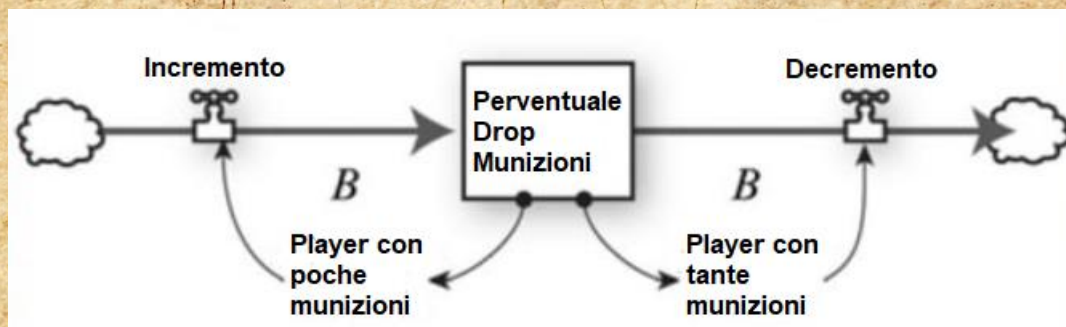 Incremento
Decremento
Perventuale
Drop
Munizioni
B
B
Player con
poche
munizioni
Player con
tante
munizioni